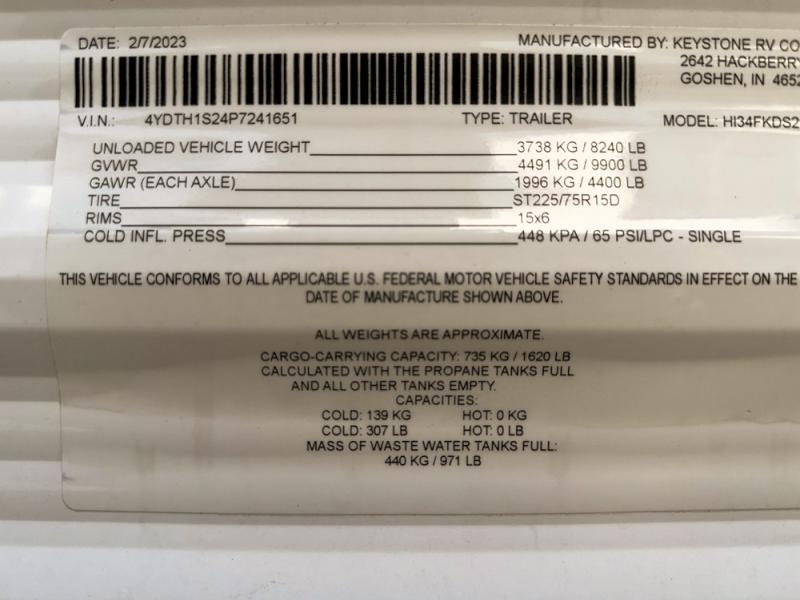 DATE: 2/7/2023 MANUFACTURED BY: KEYSTONE RV CO
2642 HACKBERRY
GOSHEN, IN 4652
V.I.N.: 4YDTH1S24P7241651 TYPE: TRAILER MODEL: HI34FKDS2
UNLOADED VEHICLE WEIGHT 3738 KG / 8240 LB
GVWR 4491 KG / 9900 LB
GAWR (EACH AXLE) 1996 KG / 4400 LB
TIRE ST225/75R15D
RIMS 15x6
COLD INFL. PRESS 448 KPA / 65 PSI/LPC - SINGLE
THIS VEHICLE CONFORMS TO ALL APPLICABLE U.S. FEDERAL MOTOR VEHICLE SAFETY STANDARDS IN EFFECT ON THE
DATE OF MANUFACTURE SHOWN ABOVE.
ALL WEIGHTS ARE APPROXIMATE.
CARGO-CARRYING CAPACITY: 735 KG / 1620 LB
CALCULATED WITH THE PROPANE TANKS FULL
AND ALL OTHER TANKS EMPTY.
CAPACITIES:
COLD: 139 KG HOT: 0 KG
COLD: 307 LB HOT: 0 LB
MASS OF WASTE WATER TANKS FULL:
440 KG / 971 LB